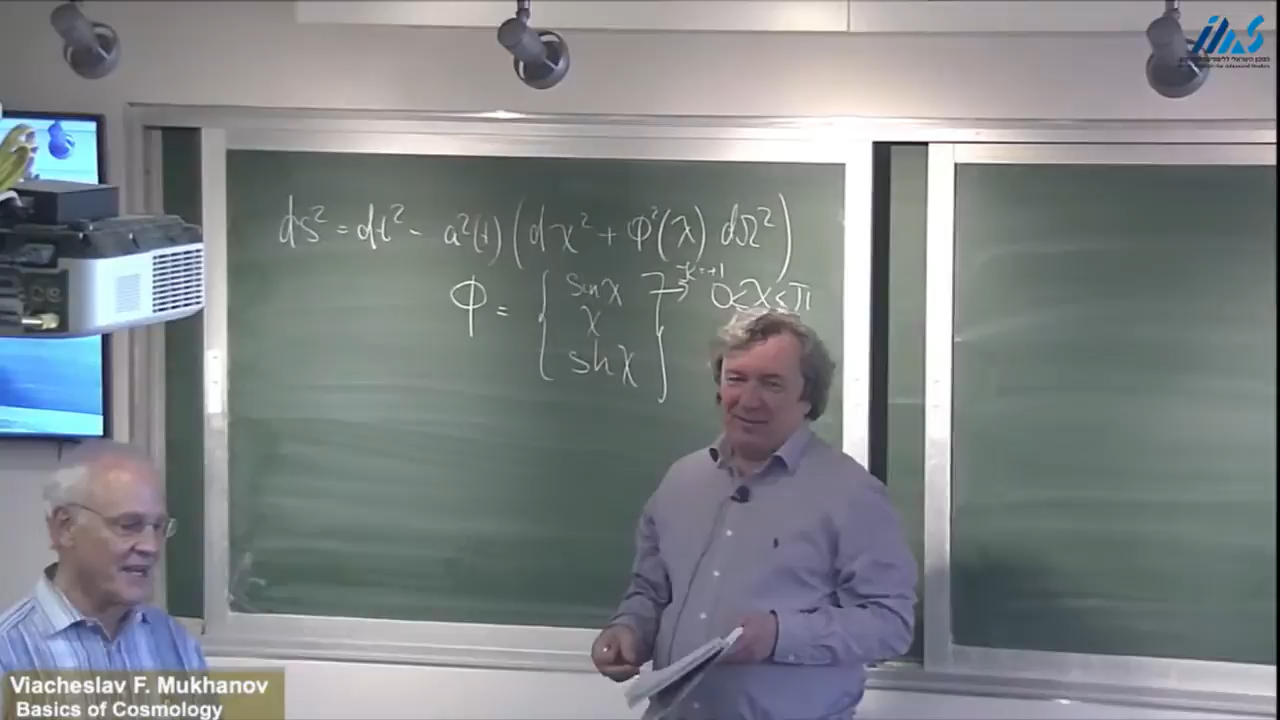 ds² = dt² - a²(t) (dχ² + Φ²(χ) dΩ²)
Φ = { sin χ → k=+1 0≤χ≤π
χ
sh χ }
Viacheslav F. Mukhanov
Basics of Cosmology